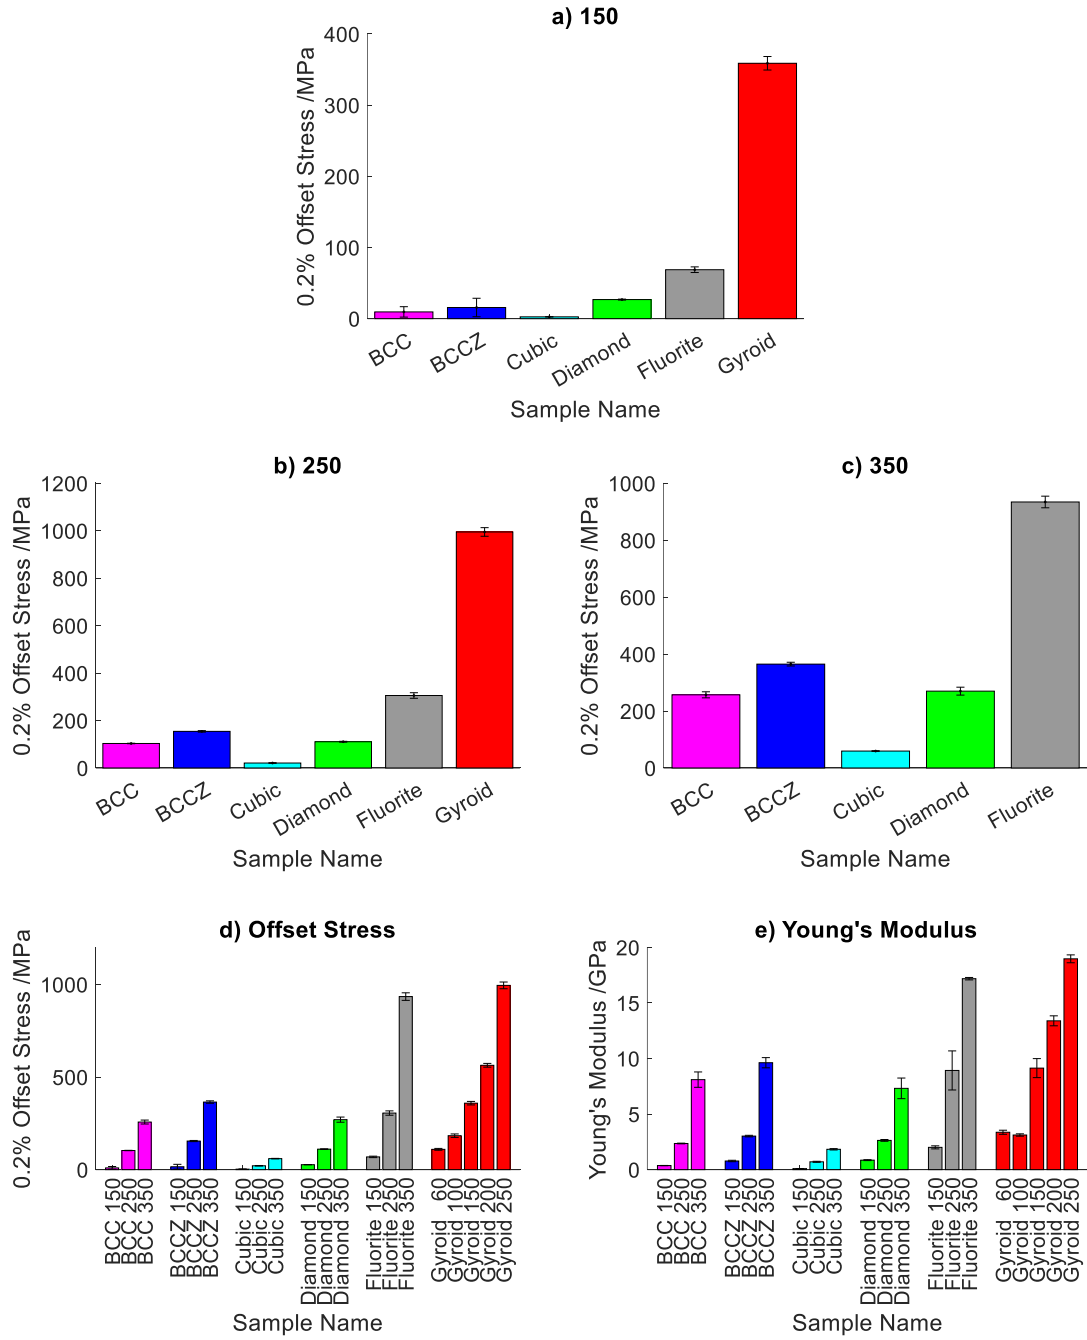 a) 150
0.2% Offset Stress /MPa
400
300
200
100
0
BCC
BCCZ
Cubic
Diamond
Fluorite
Gyroid
Sample Name
b) 250
0.2% Offset Stress /MPa
1200
1000
800
600
400
200
0
BCC
BCCZ
Cubic
Diamond
Fluorite
Gyroid
Sample Name
c) 350
0.2% Offset Stress /MPa
1000
800
600
400
200
0
BCC
BCCZ
Cubic
Diamond
Fluorite
Sample Name
d) Offset Stress
0.2% Offset Stress /MPa
1000
500
0
BCC 150
BCC 250
BCC 350
BCCZ 150
BCCZ 250
BCCZ 350
Cubic 150
Cubic 250
Cubic 350
Diamond 150
Diamond 250
Diamond 350
Fluorite 150
Fluorite 250
Fluorite 350
Gyroid 60
Gyroid 100
Gyroid 150
Gyroid 200
Gyroid 250
Sample Name
e) Young's Modulus
Young's Modulus /GPa
20
15
10
5
0
BCC 150
BCC 250
BCC 350
BCCZ 150
BCCZ 250
BCCZ 350
Cubic 150
Cubic 250
Cubic 350
Diamond 150
Diamond 250
Diamond 350
Fluorite 150
Fluorite 250
Fluorite 350
Gyroid 60
Gyroid 100
Gyroid 150
Gyroid 200
Gyroid 250
Sample Name